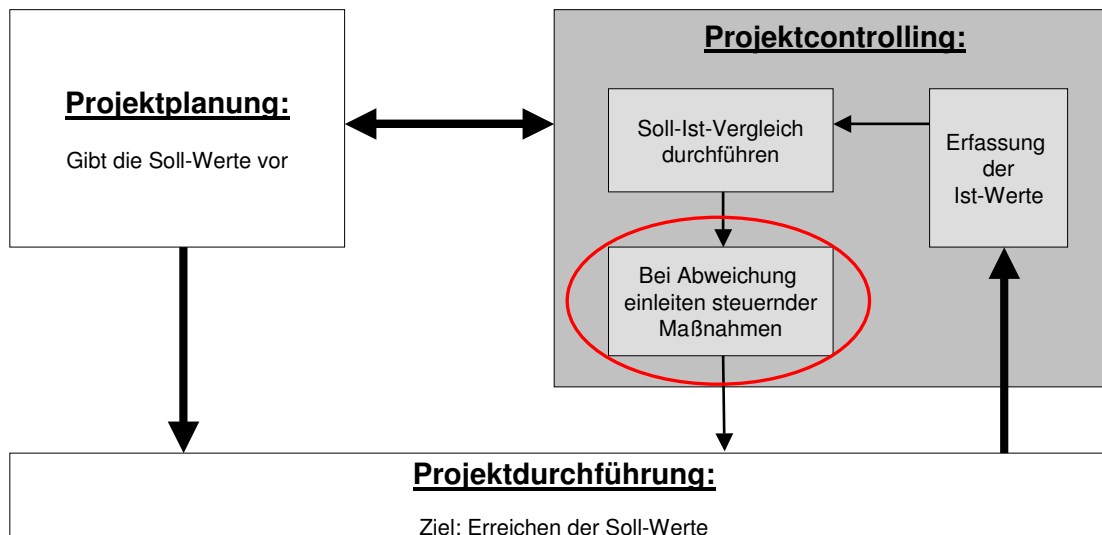 Projektplanung:
Gibt die Soll-Werte vor
Projektcontrolling:
Soll-Ist-Vergleich
durchführen
Erfassung
der
Ist-Werte
Bei Abweichung
einleiten steuernder
Maßnahmen
Projektdurchführung:
Ziel: Erreichen der Soll-Werte